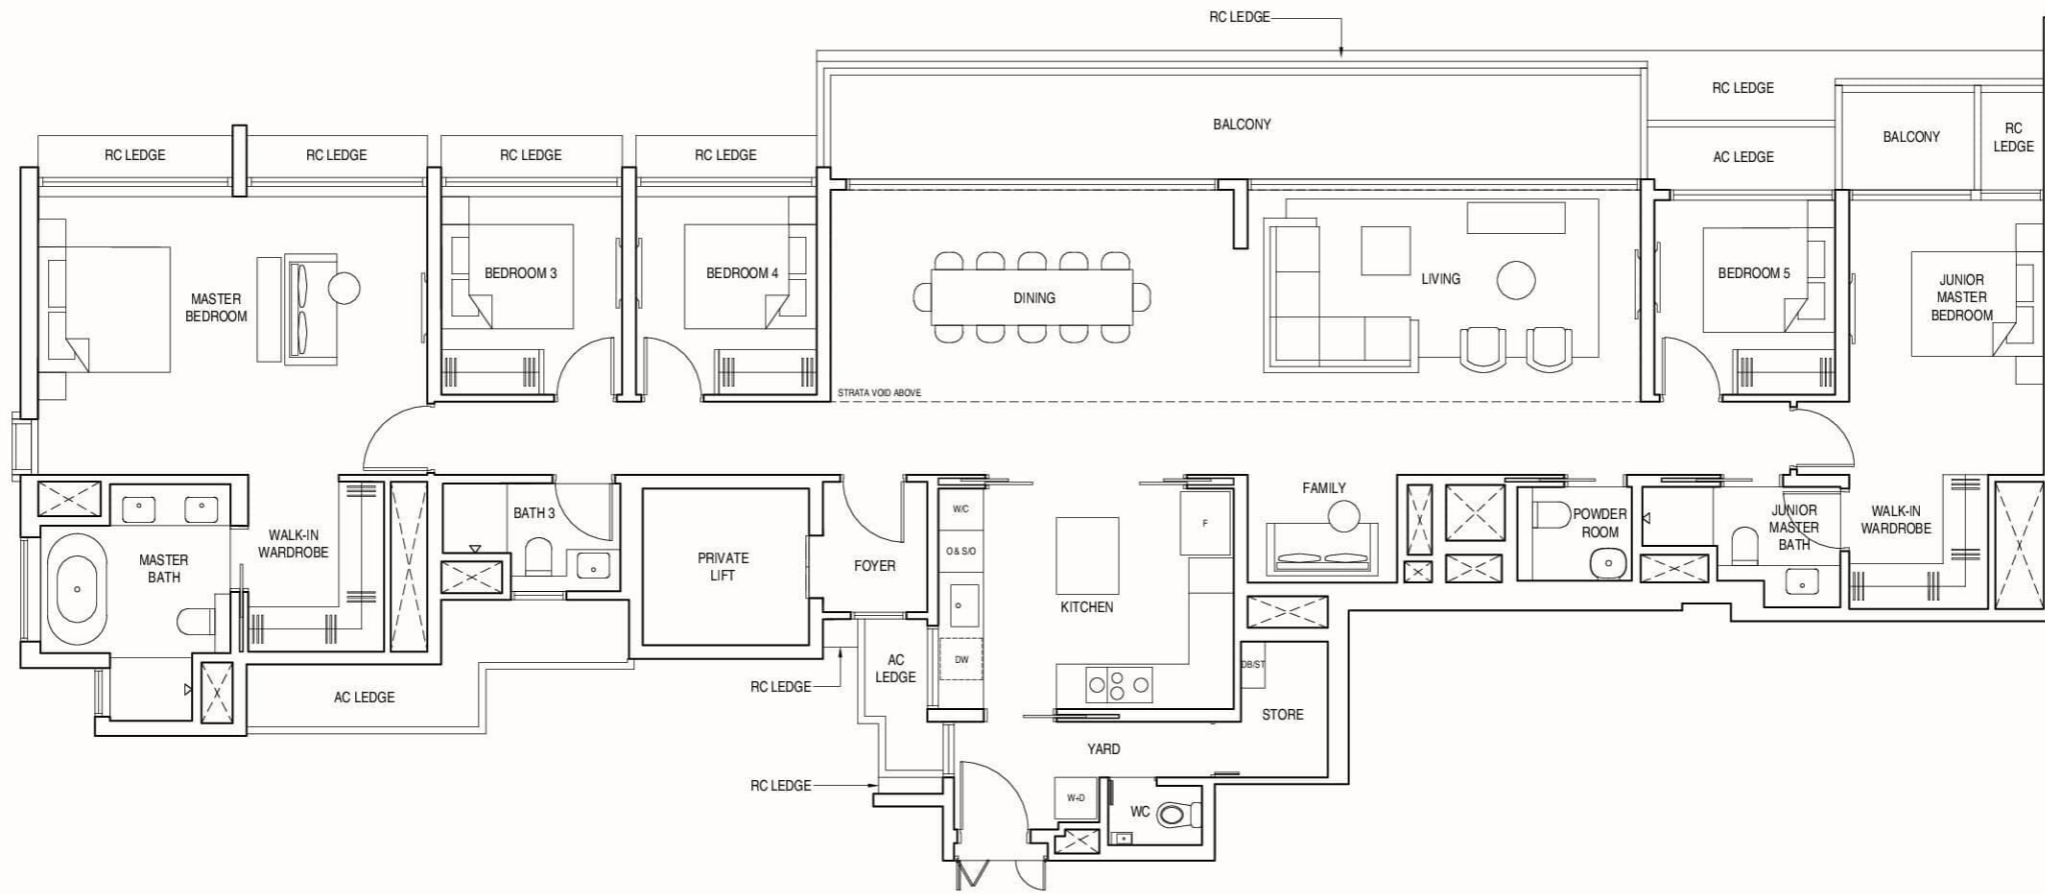 RC LEDGE
RC LEDGE
BALCONY
BALCONY
RC
LEDGE
RC LEDGE
RC LEDGE
RC LEDGE
RC LEDGE
AC LEDGE
MASTER
BEDROOM
BEDROOM 3
BEDROOM 4
DINING
LIVING
BEDROOM 5
JUNIOR
MASTER
BEDROOM
STRATA VOID ABOVE
MASTER
BATH
WALK-IN
WARDROBE
BATH 3
PRIVATE
LIFT
FOYER
W/C
O & S/O
F
KITCHEN
DW
FAMILY
POWDER
ROOM
JUNIOR
MASTER
BATH
WALK-IN
WARDROBE
AC LEDGE
RC LEDGE
AC
LEDGE
DB/ST
STORE
YARD
RC LEDGE
W+D
WC